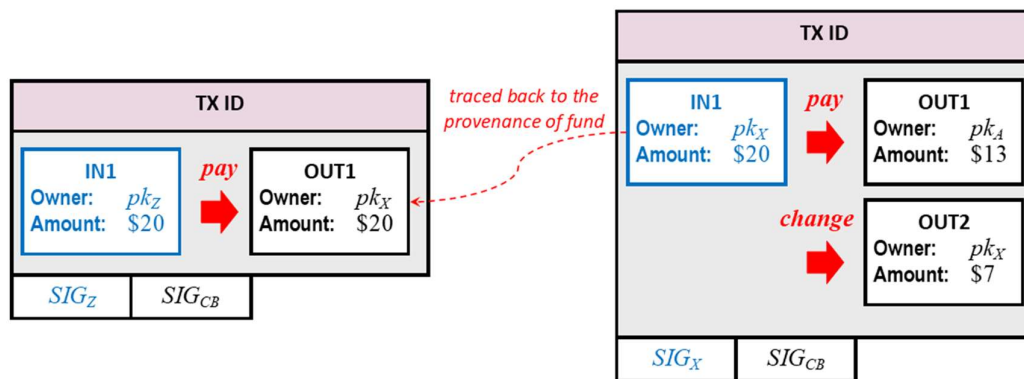 TX ID
IN1
Owner: pkZ
Amount: $20
pay
OUT1
Owner: pkX
Amount: $20
SIGZ
SIGCB
traced back to the
provenance of fund
TX ID
IN1
Owner: pkX
Amount: $20
pay
OUT1
Owner: pkA
Amount: $13
change
OUT2
Owner: pkX
Amount: $7
SIGX
SIGCB